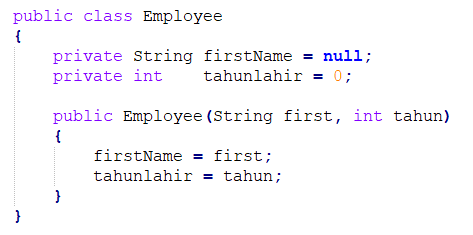 public class Employee
{
    private String firstName = null;
    private int    tahunlahir = 0;

    public Employee(String first, int tahun)
    {
        firstName = first;
        tahunlahir = tahun;
    }
}